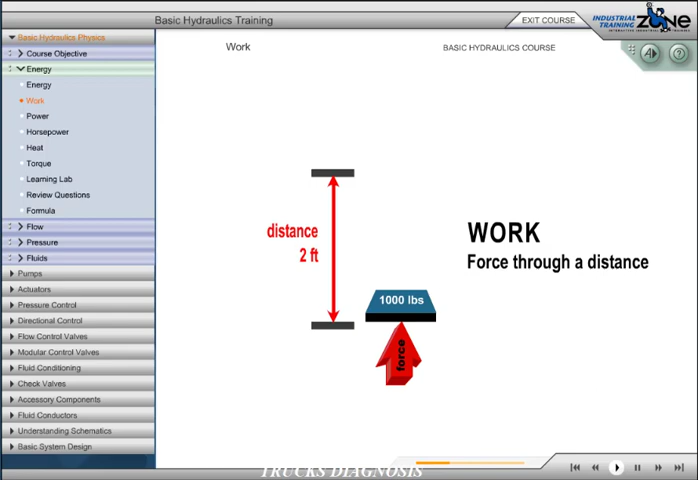 Basic Hydraulics Training
EXIT COURSE
INDUSTRIAL
TRAINING
ZONE
INTERACTIVE INDUSTRIAL TRAINING
Basic Hydraulics Physics
Course Objective
Energy
Energy
Work
Power
Horsepower
Heat
Torque
Learning Lab
Review Questions
Formula
Flow
Pressure
Fluids
Pumps
Actuators
Pressure Control
Directional Control
Flow Control Valves
Modular Control Valves
Fluid Conditioning
Check Valves
Accessory Components
Fluid Conductors
Understanding Schematics
Basic System Design
Work
BASIC HYDRAULICS COURSE
A
?
distance
2 ft
1000 lbs
force
WORK
Force through a distance
TRUCKS DIAGNOSIS